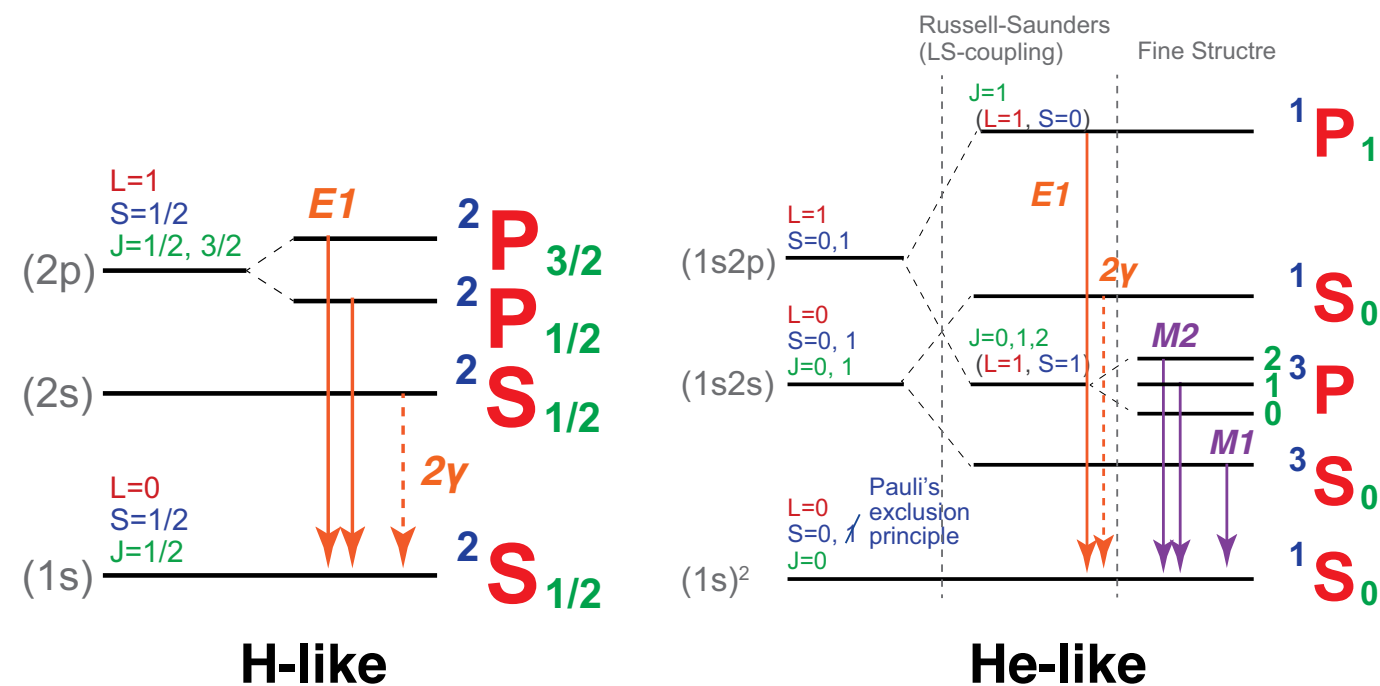 L=1
S=1/2
J=1/2, 3/2
(2p)
E1
²P₃/₂
²P₁/₂
(2s)
²S₁/₂
2γ
L=0
S=1/2
J=1/2
(1s)
²S₁/₂
H-like
Russell-Saunders
(LS-coupling)
Fine Structre
J=1
(L=1, S=0)
¹P₁
E1
L=1
S=0,1
(1s2p)
2γ
¹S₀
L=0
S=0, 1
J=0, 1
(1s2s)
J=0,1,2
(L=1, S=1)
M2
2
1
0
³P
M1
³S₀
L=0
S=0, 1
J=0
Pauli's
exclusion
principle
(1s)²
¹S₀
He-like